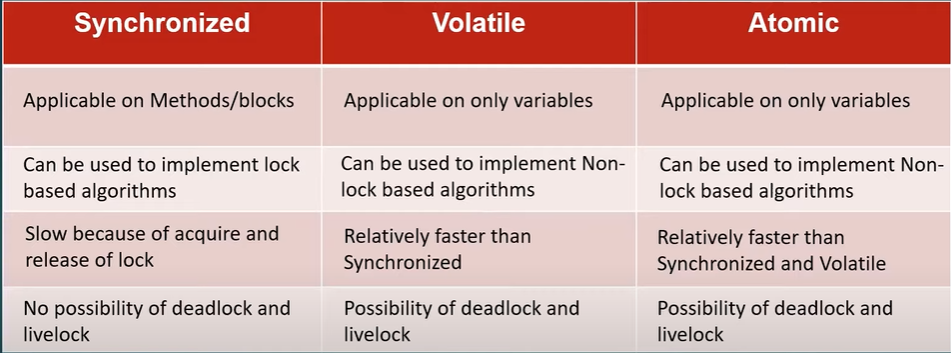 Synchronized
Volatile
Atomic
Applicable on Methods/blocks
Applicable on only variables
Applicable on only variables
Can be used to implement lock
based algorithms
Can be used to implement Non-
lock based algorithms
Can be used to implement Non-
lock based algorithms
Slow because of acquire and
release of lock
Relatively faster than
Synchronized
Relatively faster than
Synchronized and Volatile
No possibility of deadlock and
livelock
Possibility of deadlock and
livelock
Possibility of deadlock and
livelock